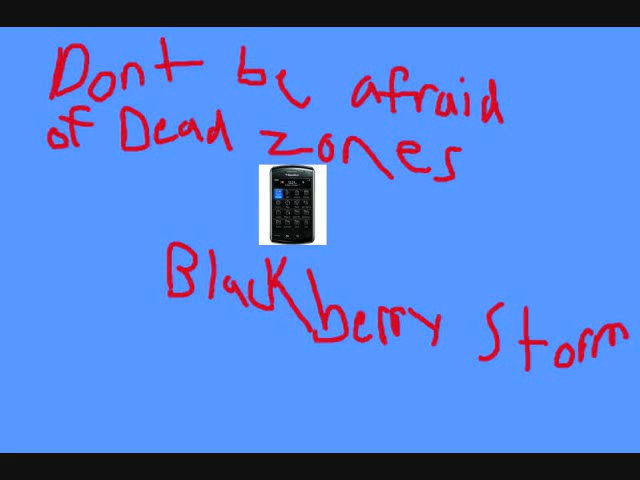 Dont be afraid
of Dead zones
Blackberry Storm